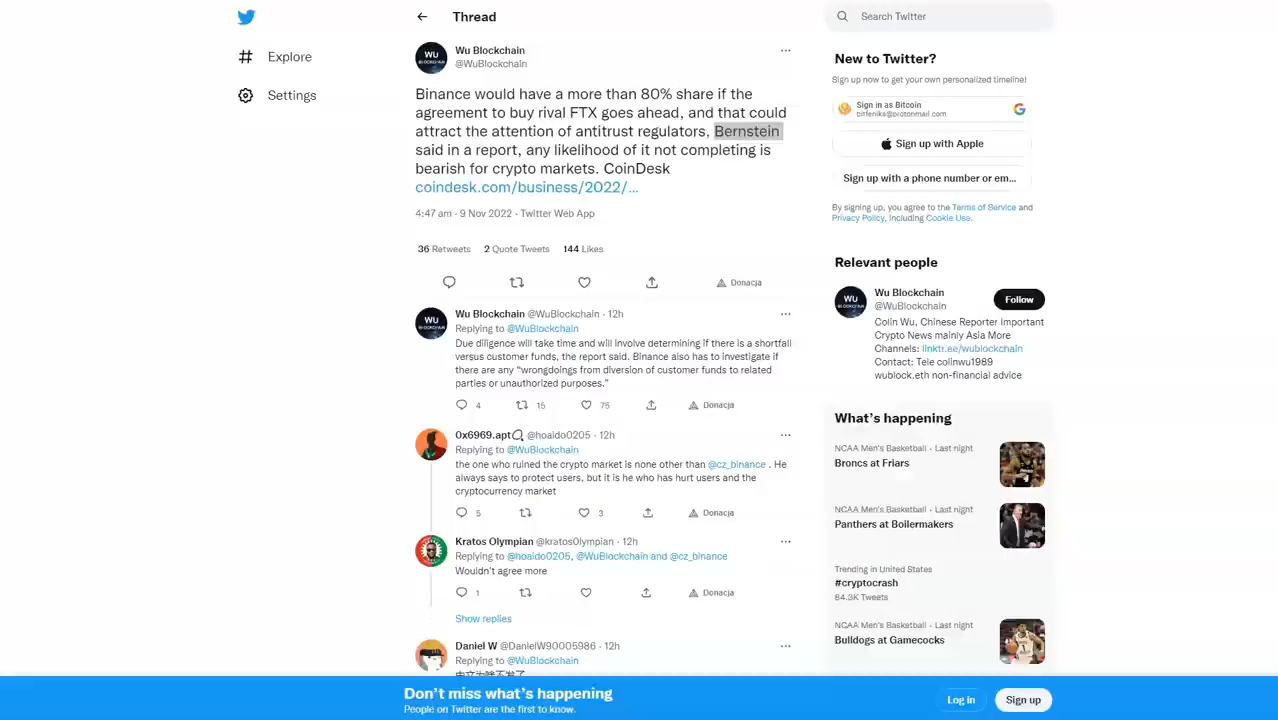 Explore
Settings
Thread
WU
Wu Blockchain
@WuBlockchain
Binance would have a more than 80% share if the
agreement to buy rival FTX goes ahead, and that could
attract the attention of antitrust regulators, Bernstein
said in a report, any likelihood of it not completing is
bearish for crypto markets. CoinDesk
coindesk.com/business/2022/...
4:47 am · 9 Nov 2022 · Twitter Web App
36 Retweets 2 Quote Tweets 144 Likes
Donacja
WU
Wu Blockchain @WuBlockchain · 12h
Replying to @WuBlockchain
Due diligence will take time and will involve determining if there is a shortfall
versus customer funds, the report said. Binance also has to investigate if
there are any “wrongdoings from diversion of customer funds to related
parties or unauthorized purposes.”
4 15 75 Donacja
0x6969.apt @hoaido0205 · 12h
Replying to @WuBlockchain
the one who ruined the crypto market is none other than @cz_binance . He
always says to protect users, but it is he who has hurt users and the
cryptocurrency market
5 3 Donacja
Kratos Olympian @kratos0lympian · 12h
Replying to @hoaido0205, @WuBlockchain and @cz_binance
Wouldn't agree more
1 Donacja
Show replies
Daniel W @DanielW90005986 · 12h
Replying to @WuBlockchain
Search Twitter
New to Twitter?
Sign up now to get your own personalized timeline!
Sign in as Bitcoin
bitfeniks@protonmail.com
Sign up with Apple
Sign up with a phone number or em...
By signing up, you agree to the Terms of Service and
Privacy Policy, including Cookie Use.
Relevant people
WU
Wu Blockchain
@WuBlockchain
Follow
Colin Wu, Chinese Reporter Important
Crypto News mainly Asia More
Channels: linktr.ee/wublockchain
Contact: Tele colinwu1989
wublock.eth non-financial advice
What's happening
NCAA Men's Basketball · Last night
Broncs at Friars
NCAA Men's Basketball · Last night
Panthers at Boilermakers
Trending in United States
#cryptocrash
84.3K Tweets
NCAA Men's Basketball · Last night
Bulldogs at Gamecocks
Don't miss what's happening
People on Twitter are the first to know.
Log in
Sign up